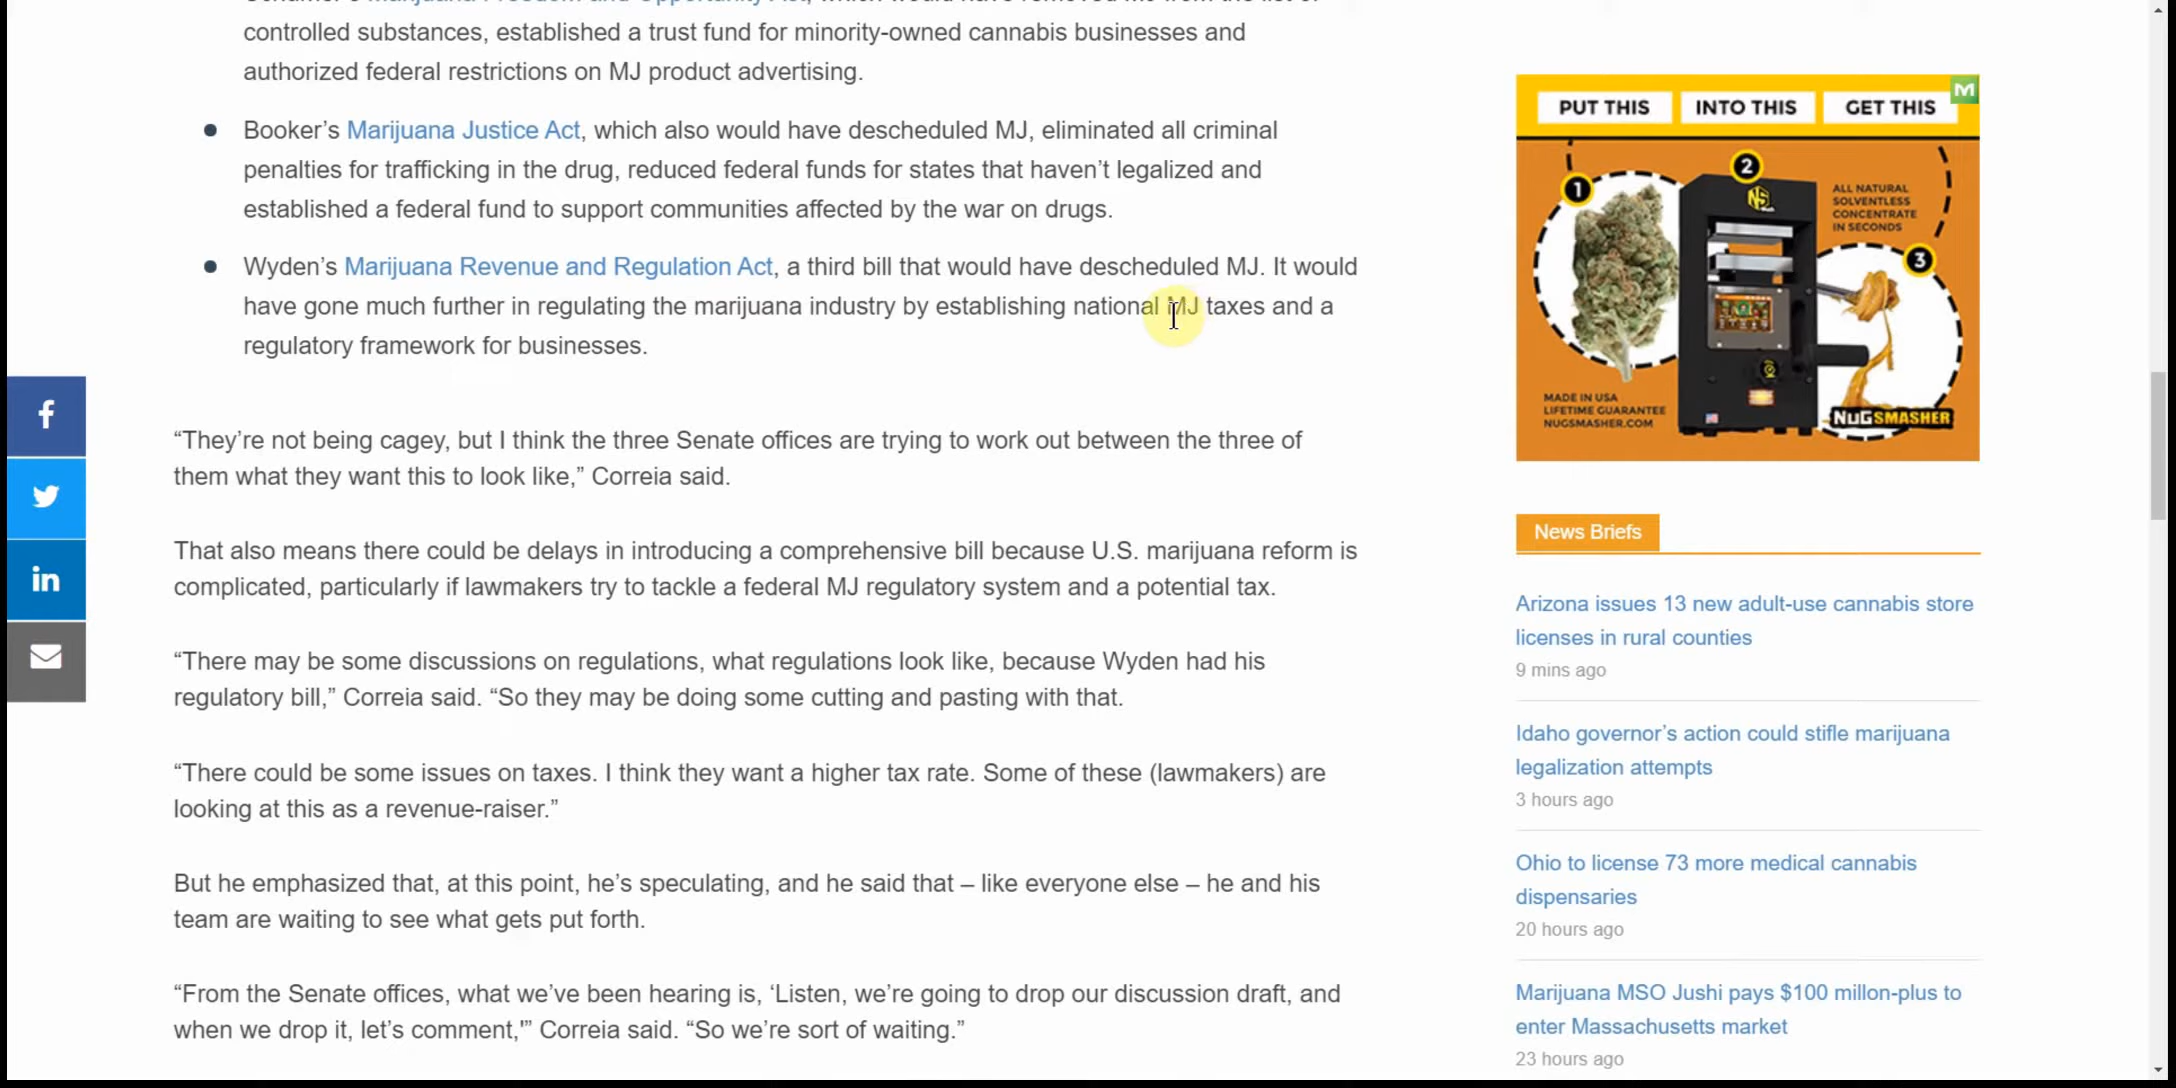 controlled substances, established a trust fund for minority-owned cannabis businesses and
authorized federal restrictions on MJ product advertising.
Booker’s Marijuana Justice Act, which also would have descheduled MJ, eliminated all criminal
penalties for trafficking in the drug, reduced federal funds for states that haven’t legalized and
established a federal fund to support communities affected by the war on drugs.
Wyden’s Marijuana Revenue and Regulation Act, a third bill that would have descheduled MJ. It would
have gone much further in regulating the marijuana industry by establishing national MJ taxes and a
regulatory framework for businesses.
“They’re not being cagey, but I think the three Senate offices are trying to work out between the three of
them what they want this to look like,” Correia said.
That also means there could be delays in introducing a comprehensive bill because U.S. marijuana reform is
complicated, particularly if lawmakers try to tackle a federal MJ regulatory system and a potential tax.
“There may be some discussions on regulations, what regulations look like, because Wyden had his
regulatory bill,” Correia said. “So they may be doing some cutting and pasting with that.
“There could be some issues on taxes. I think they want a higher tax rate. Some of these (lawmakers) are
looking at this as a revenue-raiser.”
But he emphasized that, at this point, he’s speculating, and he said that – like everyone else – he and his
team are waiting to see what gets put forth.
“From the Senate offices, what we’ve been hearing is, ‘Listen, we’re going to drop our discussion draft, and
when we drop it, let’s comment,'” Correia said. “So we’re sort of waiting.”
f
in
M
PUT THIS INTO THIS GET THIS
1
2
3
NS
ALL NATURAL
SOLVENTLESS
CONCENTRATE
IN SECONDS
MADE IN USA
LIFETIME GUARANTEE
NUGSMASHER.COM
NUGSMASHER
News Briefs
Arizona issues 13 new adult-use cannabis store
licenses in rural counties
9 mins ago
Idaho governor’s action could stifle marijuana
legalization attempts
3 hours ago
Ohio to license 73 more medical cannabis
dispensaries
20 hours ago
Marijuana MSO Jushi pays $100 millon-plus to
enter Massachusetts market
23 hours ago